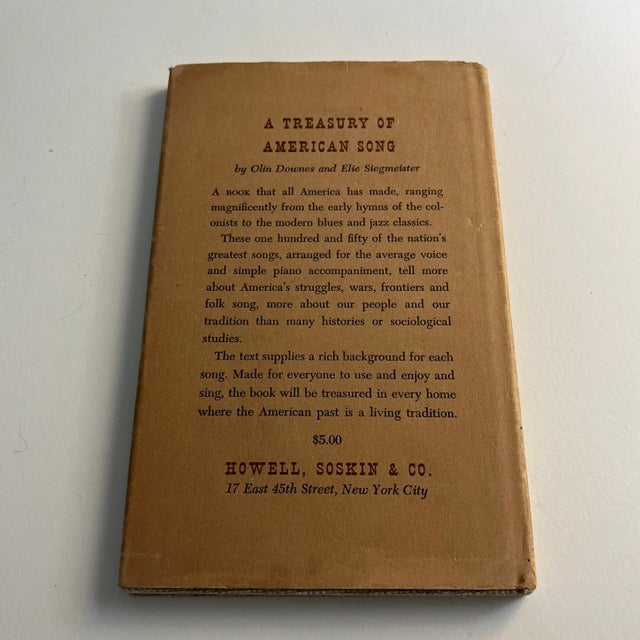 A TREASURY OF
AMERICAN SONG
by Olin Downes and Elie Siegmeister
A BOOK that all America has made, ranging
magnificently from the early hymns of the col-
onists to the modern blues and jazz classics.
These one hundred and fifty of the nation's
greatest songs, arranged for the average voice
and simple piano accompaniment, tell more
about America's struggles, wars, frontiers and
folk song, more about our people and our
tradition than many histories or sociological
studies.
The text supplies a rich background for each
song. Made for everyone to use and enjoy and
sing, the book will be treasured in every home
where the American past is a living tradition.
$5.00
HOWELL, SOSKIN & CO.
17 East 45th Street, New York City